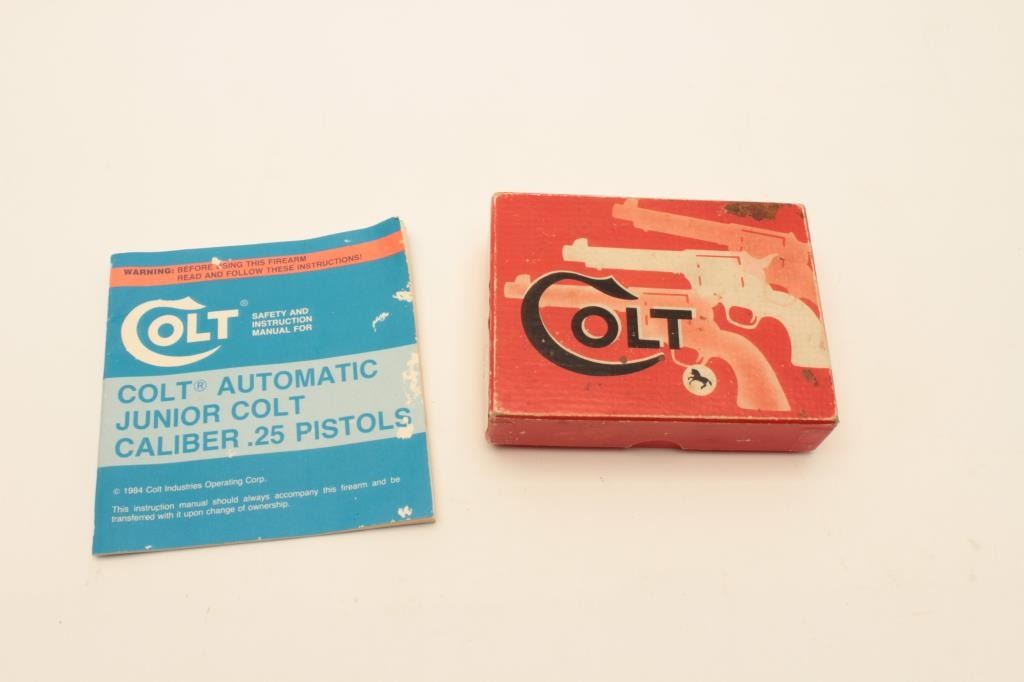 WARNING: BEFORE USING THIS FIREARM
READ AND FOLLOW THESE INSTRUCTIONS!
COLT®
SAFETY AND
INSTRUCTION
MANUAL FOR
COLT® AUTOMATIC
JUNIOR COLT
CALIBER .25 PISTOLS
© 1984 Colt Industries Operating Corp.
This instruction manual should always accompany this firearm and be
transferred with it upon change of ownership.
COLT